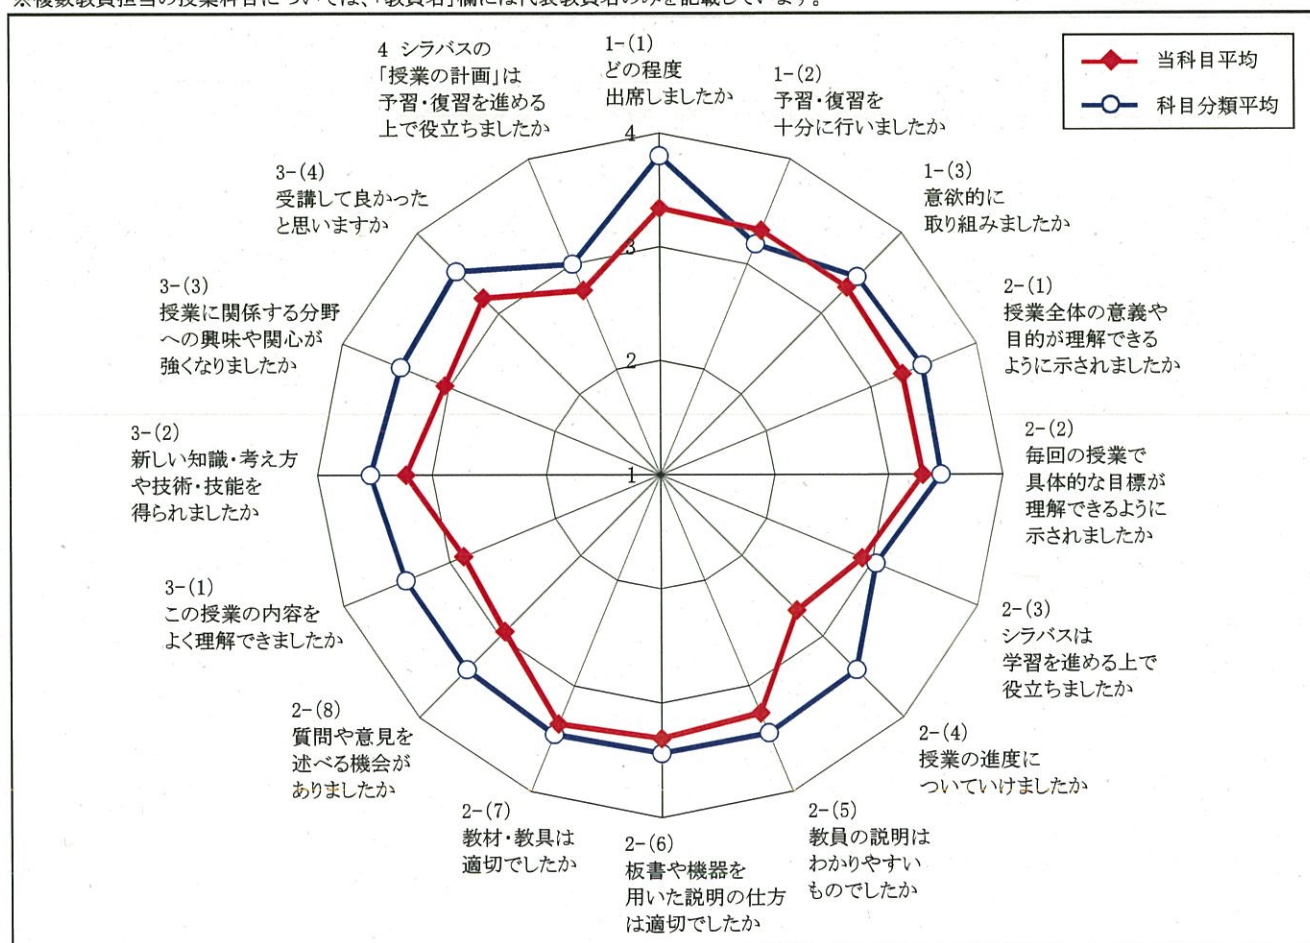 ※複数教員担当の授業科目については、「教員名」欄には代表教員名のみを記載しています。
当科目平均
科目分類平均
1-(1)
どの程度
出席しましたか
1-(2)
予習・復習を
十分に行いましたか
1-(3)
意欲的に
取り組みましたか
2-(1)
授業全体の意義や
目的が理解できる
ように示されましたか
2-(2)
毎回の授業で
具体的な目標が
理解できるように
示されましたか
2-(3)
シラバスは
学習を進める上で
役立ちましたか
2-(4)
授業の進度に
ついていけましたか
2-(5)
教員の説明は
わかりやすい
ものでしたか
2-(6)
板書や機器を
用いた説明の仕方
は適切でしたか
2-(7)
教材・教具は
適切でしたか
2-(8)
質問や意見を
述べる機会が
ありましたか
3-(1)
この授業の内容を
よく理解できましたか
3-(2)
新しい知識・考え方
や技術・技能を
得られましたか
3-(3)
授業に関係する分野
への興味や関心が
強くなりましたか
3-(4)
受講して良かった
と思いますか
4 シラバスの
「授業の計画」は
予習・復習を進める
上で役立ちましたか
4
3
2
1